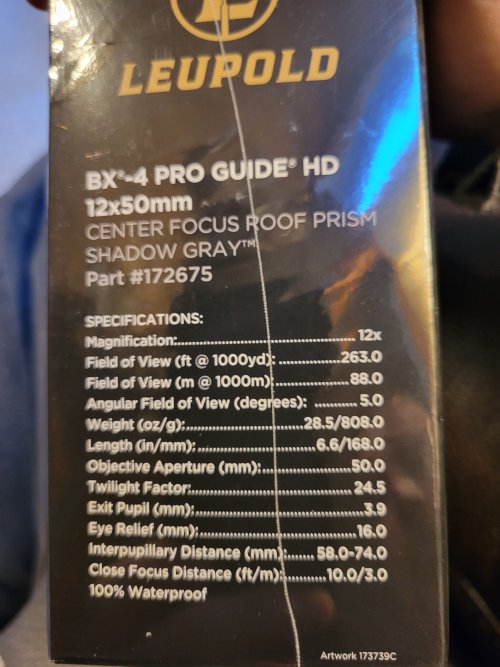 LEUPOLD
BX®-4 PRO GUIDE® HD
12x50mm
CENTER FOCUS ROOF PRISM
SHADOW GRAY™
Part #172675
SPECIFICATIONS:
Magnification:.......................................... 12x
Field of View (ft @ 1000yd): ..................263.0
Field of View (m @ 1000m):....................88.0
Angular Field of View (degrees): ........... 5.0
Weight (oz/g):............................28.5/808.0
Length (in/mm):............................6.6/168.0
Objective Aperture (mm):......................50.0
Twilight Factor:...................................... 24.5
Exit Pupil (mm):.......................................3.9
Eye Relief (mm):.....................................16.0
Interpupillary Distance (mm):......58.0-74.0
Close Focus Distance (ft/m):..........10.0/3.0
100% Waterproof
Artwork 173739C